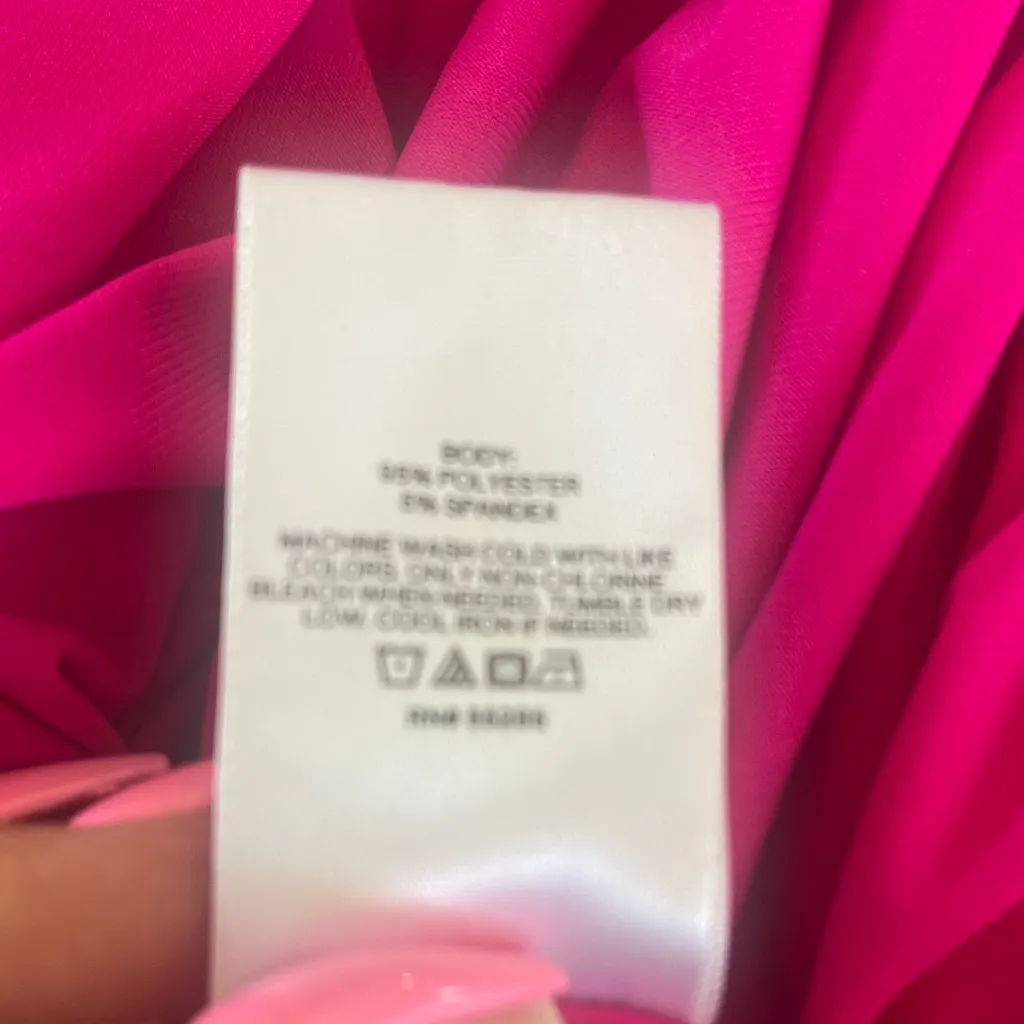 BODY:
95% POLYESTER
5% SPANDEX
MACHINE WASH COLD WITH LIKE
COLORS. ONLY NON CHLORINE
BLEACH WHEN NEEDED. TUMBLE DRY
LOW. COOL IRON IF NEEDED.
RN#